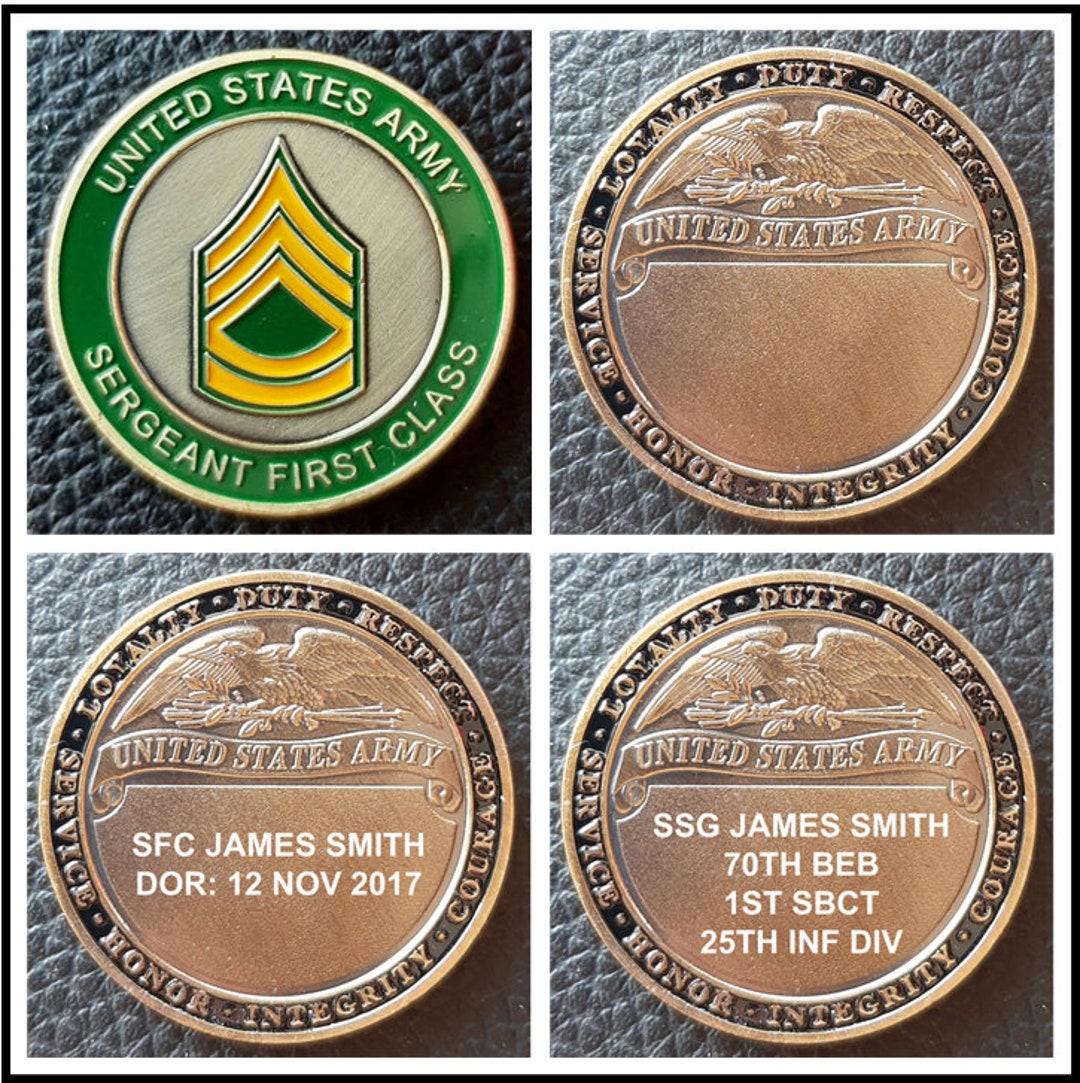 UNITED STATES ARMY
SERGEANT FIRST CLASS
LOYALTY · DUTY · RESPECT · COURAGE · INTEGRITY · HONOR · SERVICE ·
UNITED STATES ARMY
LOYALTY · DUTY · RESPECT · COURAGE · INTEGRITY · HONOR · SERVICE ·
UNITED STATES ARMY
SFC JAMES SMITH
DOR: 12 NOV 2017
LOYALTY · DUTY · RESPECT · COURAGE · INTEGRITY · HONOR · SERVICE ·
UNITED STATES ARMY
SSG JAMES SMITH
70TH BEB
1ST SBCT
25TH INF DIV